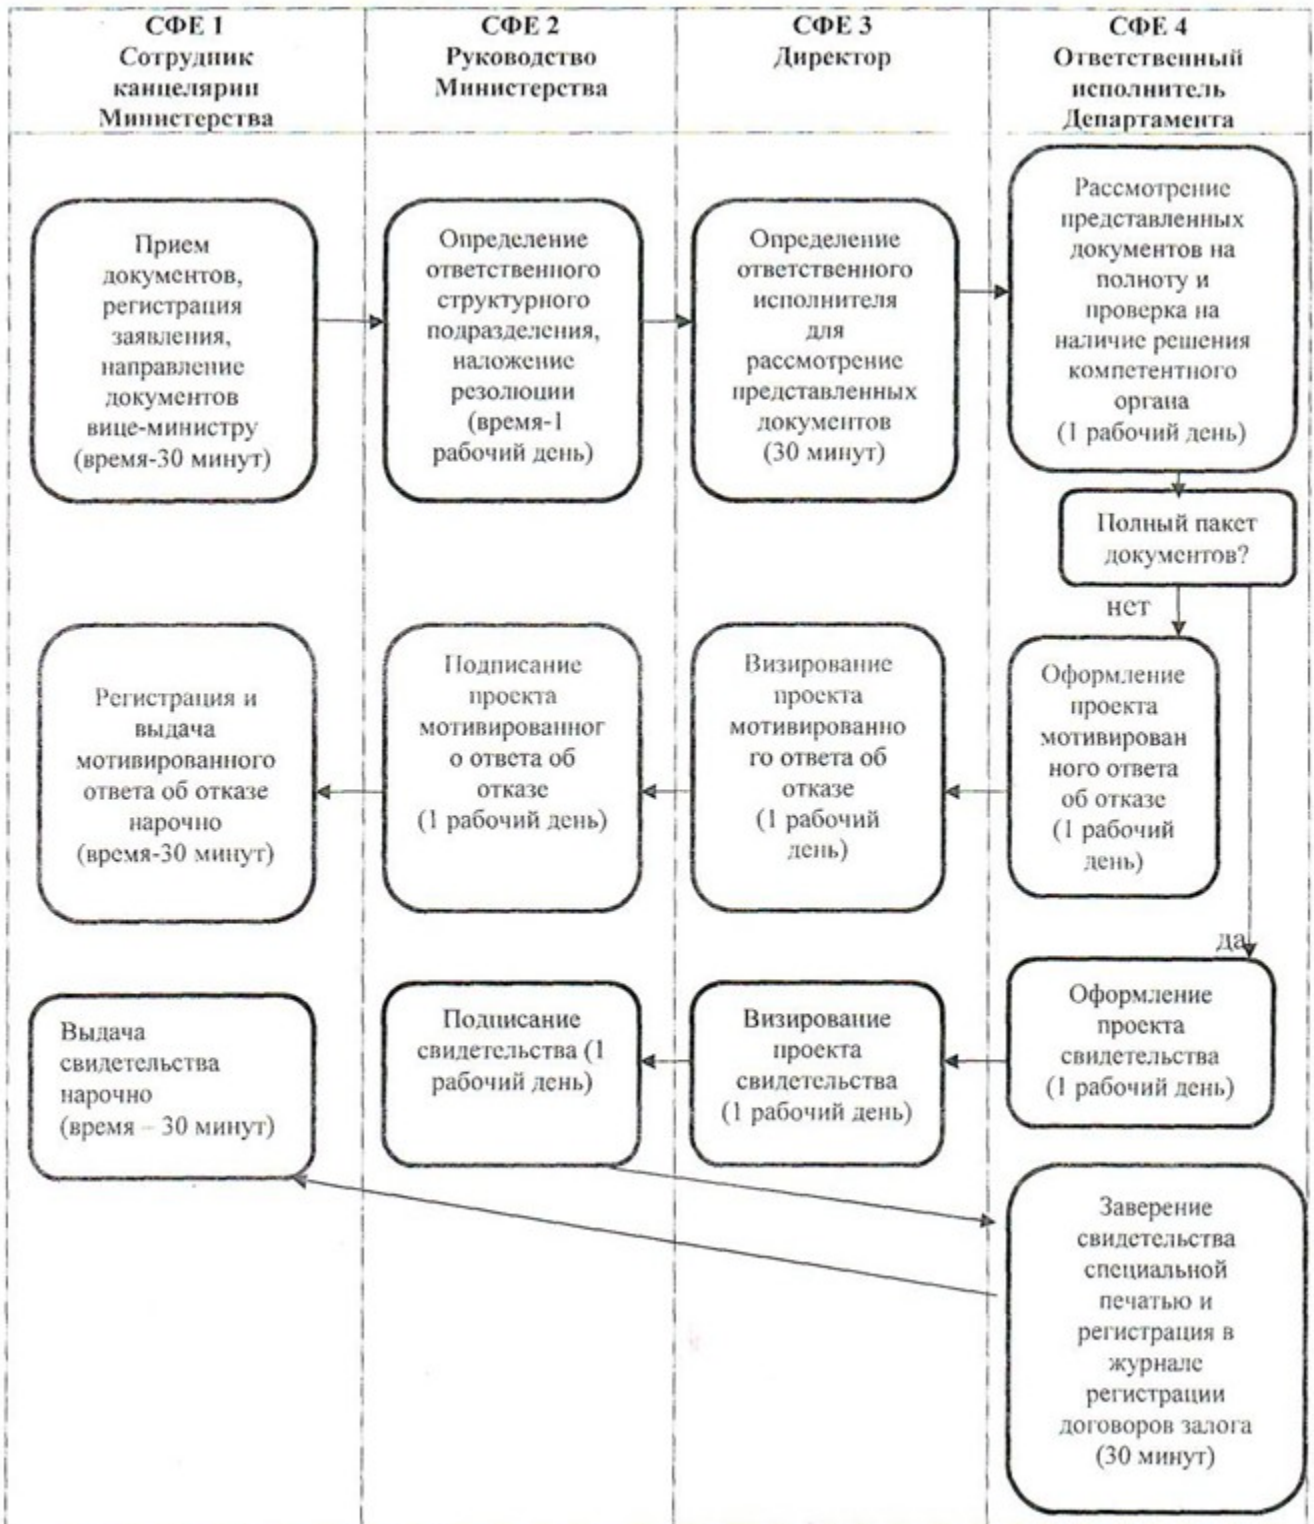 СФЕ 1
Сотрудник
канцелярии
Министерства
СФЕ 2
Руководство
Министерства
СФЕ 3
Директор
СФЕ 4
Ответственный
исполнитель
Департамента
Прием
документов,
регистрация
заявления,
направление
документов
вице-министру
(время-30 минут)
Определение
ответственного
структурного
подразделения,
наложение
резолюции
(время-1
рабочий день)
Определение
ответственного
исполнителя
для
рассмотрение
представленных
документов
(30 минут)
Рассмотрение
представленных
документов на
полноту и
проверка на
наличие решения
компетентного
органа
(1 рабочий день)
Полный пакет
документов?
нет
Регистрация и
выдача
мотивированного
ответа об отказе
нарочно
(время-30 минут)
Подписание
проекта
мотивированног
о ответа об
отказе
(1 рабочий день)
Визирование
проекта
мотивированно
го ответа об
отказе
(1 рабочий
день)
Оформление
проекта
мотивирован
ного ответа
об отказе
(1 рабочий
день)
да
Выдача
свидетельства
нарочно
(время – 30 минут)
Подписание
свидетельства (1
рабочий день)
Визирование
проекта
свидетельства
(1 рабочий день)
Оформление
проекта
свидетельства
(1 рабочий день)
Заверение
свидетельства
специальной
печатью и
регистрация в
журнале
регистрации
договоров залога
(30 минут)